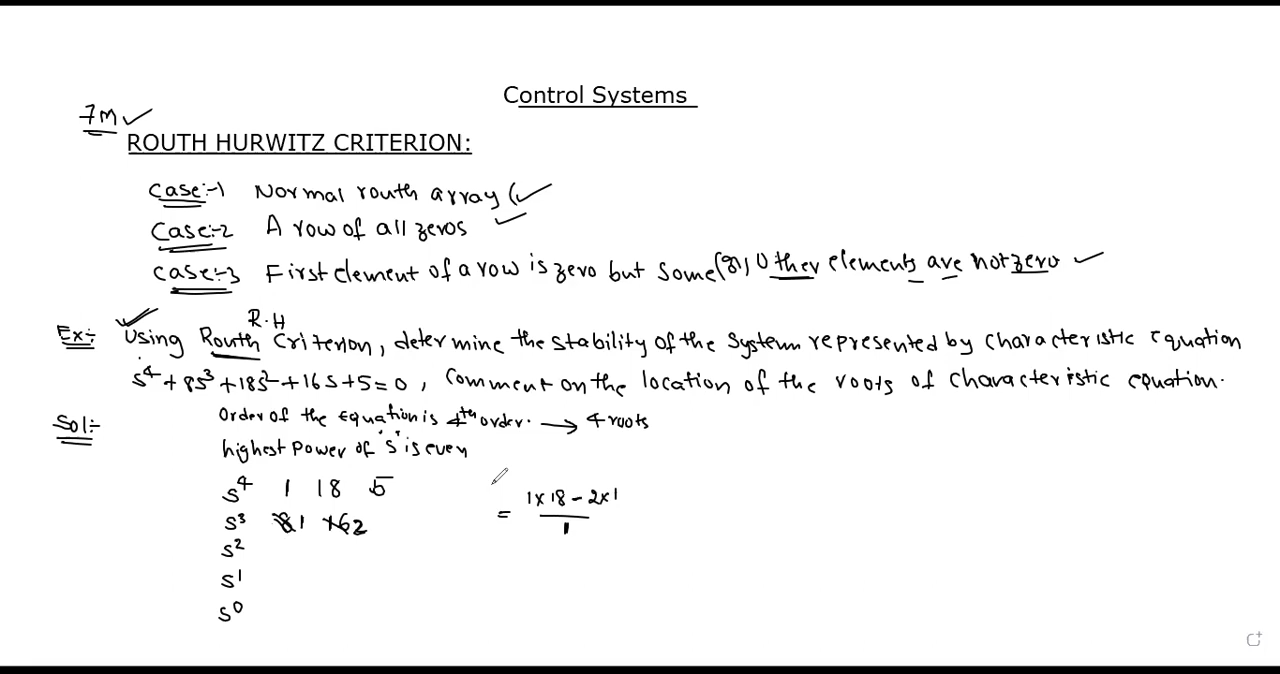 Control Systems
7M
ROUTH HURWITZ CRITERION:
Case:-1 Normal routh array (
Case:-2 A row of all zeros
Case:-3 First element of a row is zero but some (or) other elements are not zero
R.H
Ex:- Using Routh Criterion, determine the stability of the system represented by characteristic equation
s⁴+8s³+18s²+16s+5=0, comment on the location of the roots of characteristic equation.
Sol:- Order of the equation is 4th order. → 4 roots
highest power of 's' is even
s⁴ 1 18 5
s³ 8 1 16 2 = 1×18-2×1 / 1
s²
s¹
s⁰